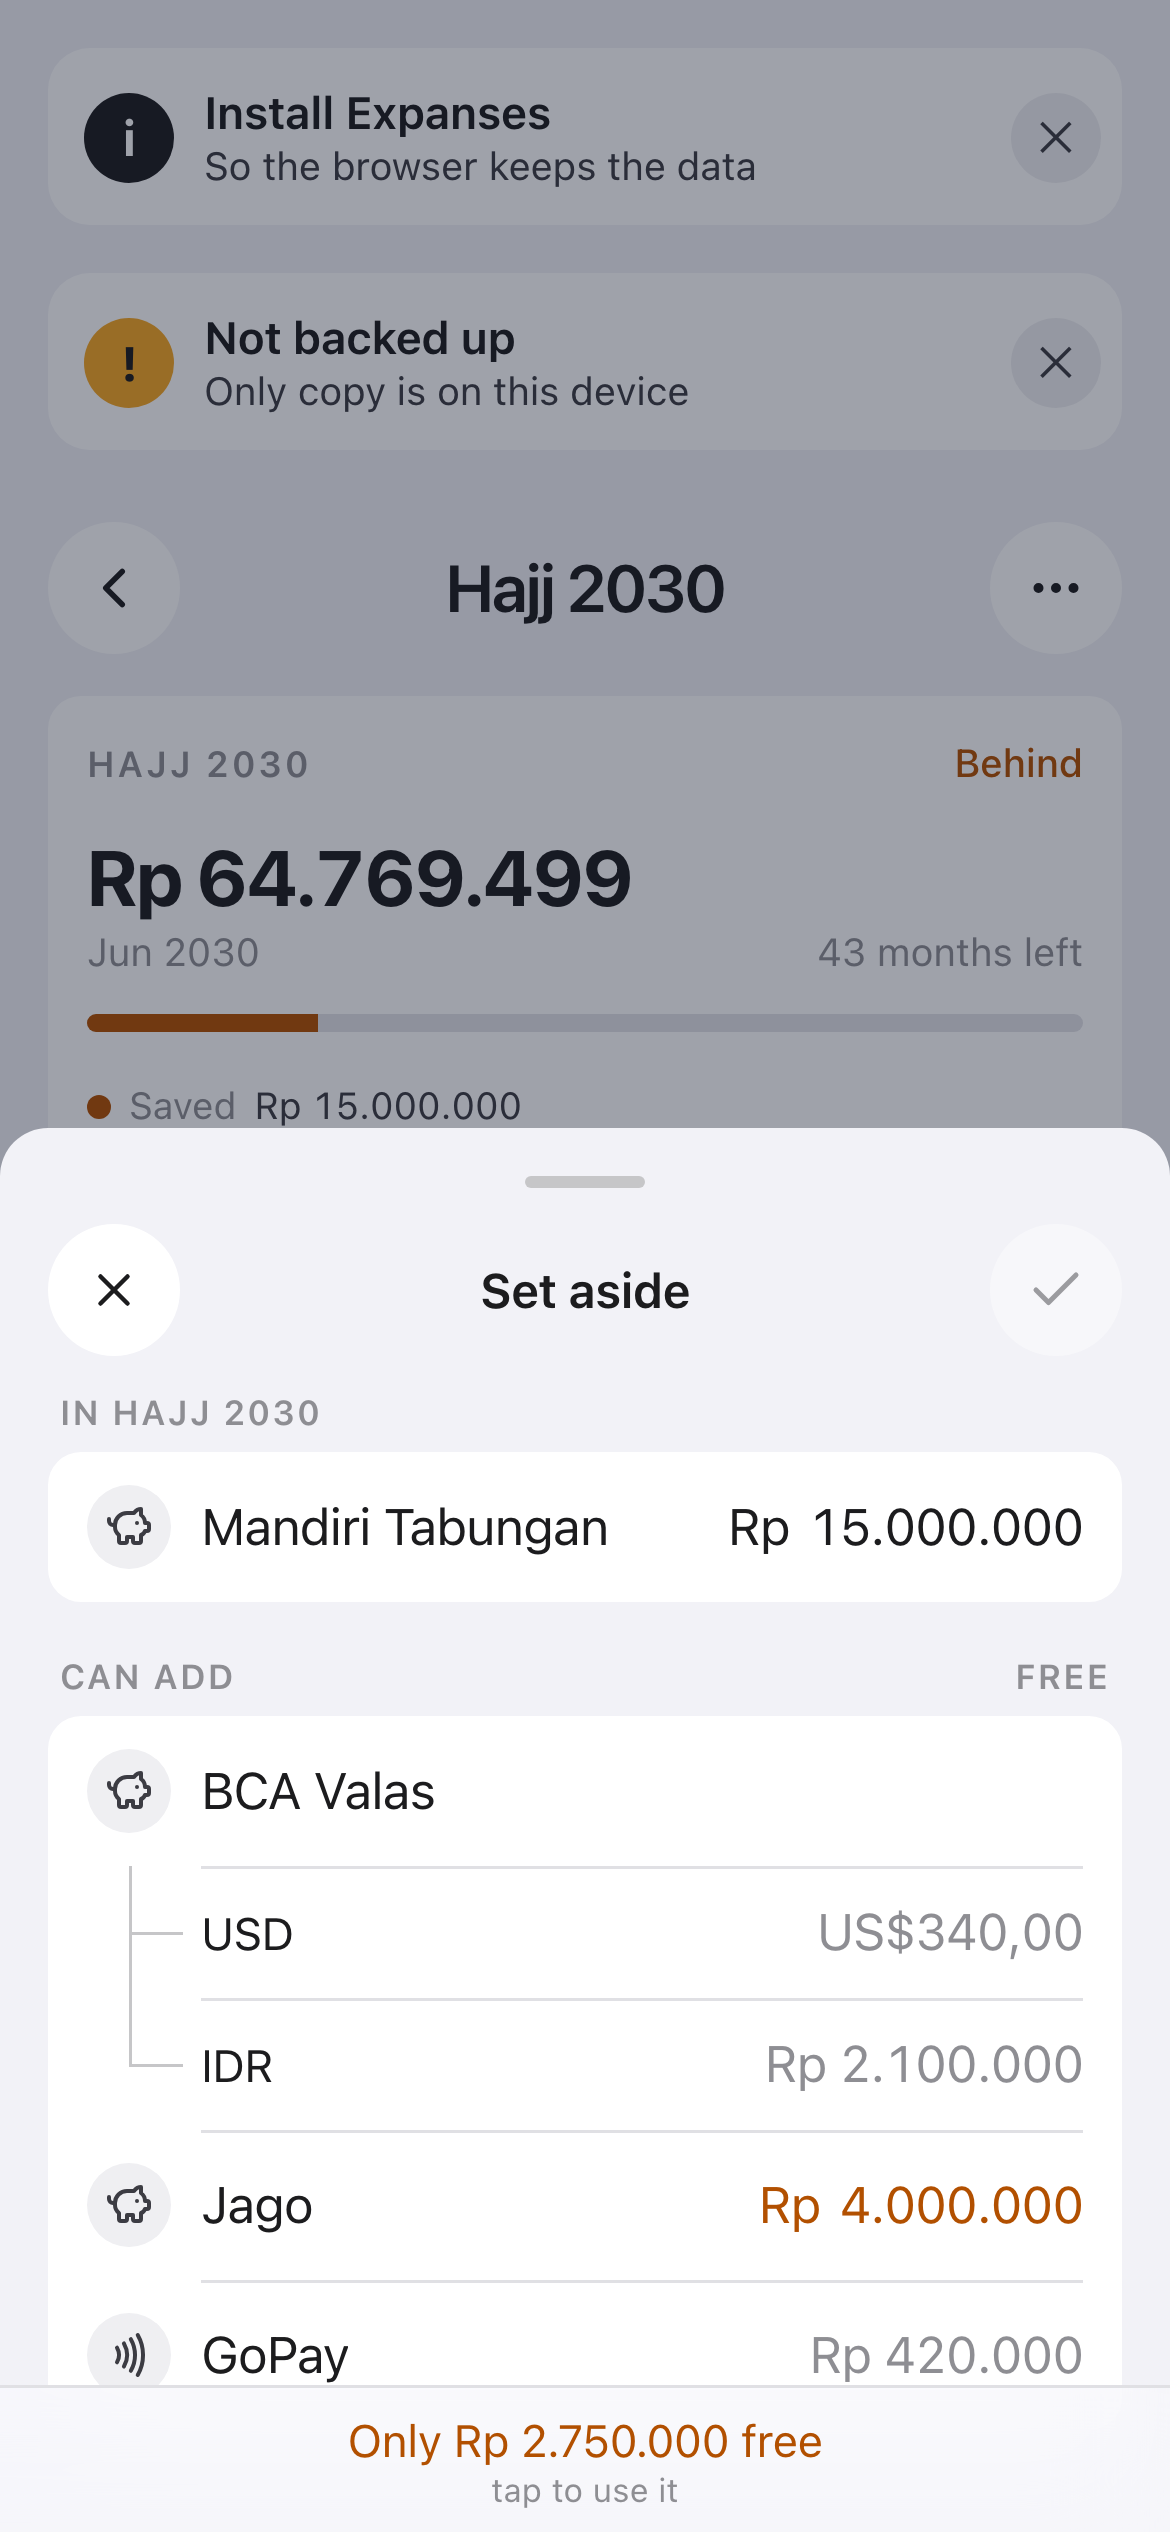 Install Expanses
So the browser keeps the data
Not backed up
Only copy is on this device
Hajj 2030
HAJJ 2030 Behind
Rp 64.769.499
Jun 2030 43 months left
Saved Rp 15.000.000
Set aside
IN HAJJ 2030
Mandiri Tabungan Rp 15.000.000
CAN ADD FREE
BCA Valas
USD US$340,00
IDR Rp 2.100.000
Jago Rp 4.000.000
GoPay Rp 420.000
Only Rp 2.750.000 free
tap to use it